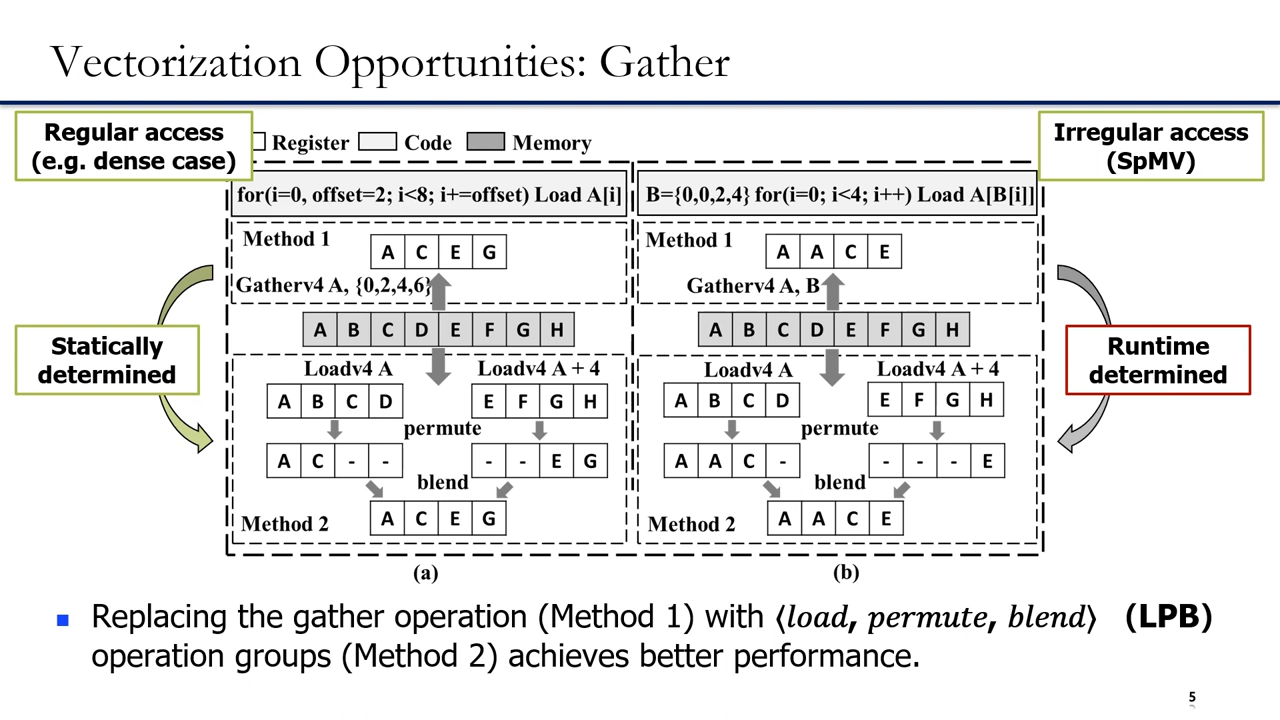 Vectorization Opportunities: Gather
Regular access
(e.g. dense case)
Register
Code
Memory
Irregular access
(SpMV)
for(i=0, offset=2; i<8; i+=offset) Load A[i]
B={0,0,2,4} for(i=0; i<4; i++) Load A[B[i]]
Method 1
A C E G
Gatherv4 A, {0,2,4,6}
Method 1
A A C E
Gatherv4 A, B
A B C D E F G H
A B C D E F G H
Statically
determined
Runtime
determined
Loadv4 A
Loadv4 A + 4
A B C D
E F G H
permute
A C - -
- - E G
blend
A C E G
Method 2
Loadv4 A
Loadv4 A + 4
A B C D
E F G H
permute
A A C -
- - - E
blend
A A C E
Method 2
(a)
(b)
Replacing the gather operation (Method 1) with ⟨load, permute, blend⟩ (LPB)
operation groups (Method 2) achieves better performance.
5